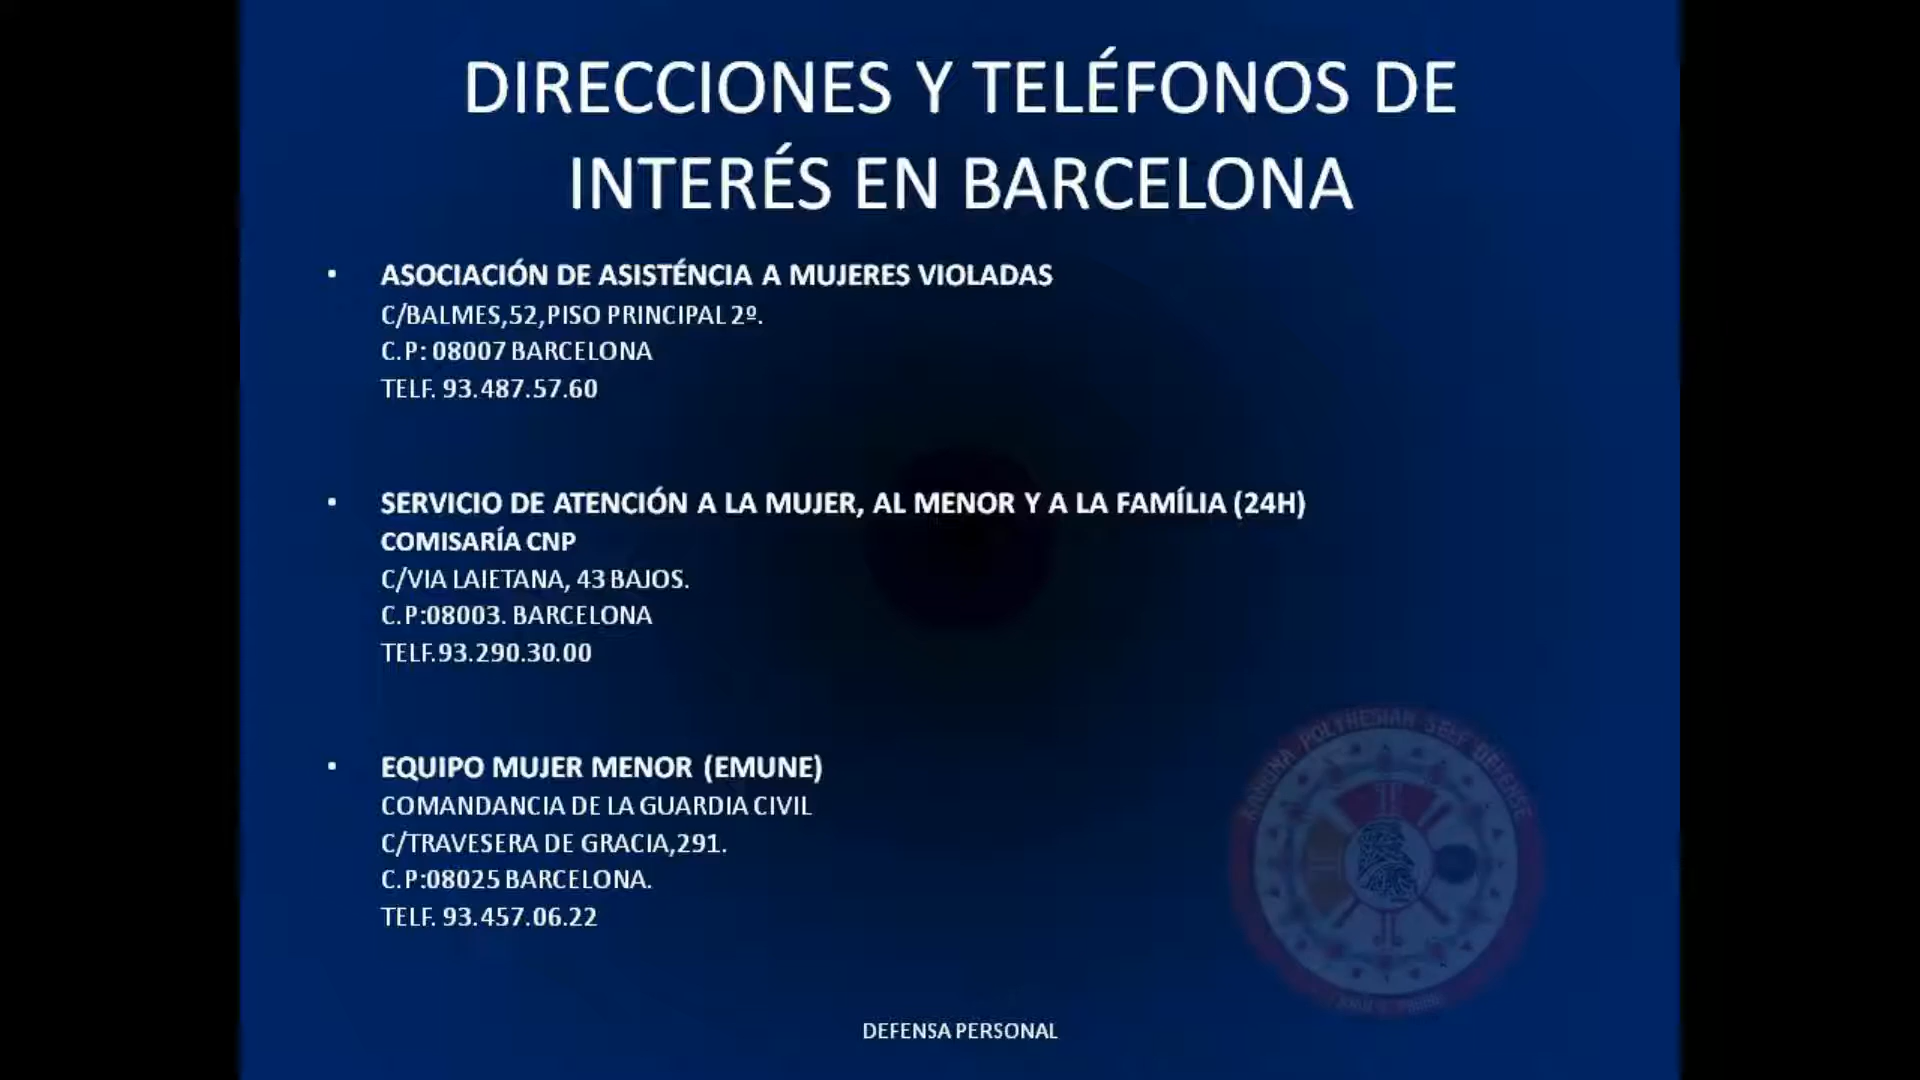 DIRECCIONES Y TELÉFONOS DE
INTERÉS EN BARCELONA
• ASOCIACIÓN DE ASISTÉNCIA A MUJERES VIOLADAS
C/BALMES,52,PISO PRINCIPAL 2º.
C.P: 08007 BARCELONA
TELF. 93.487.57.60
• SERVICIO DE ATENCIÓN A LA MUJER, AL MENOR Y A LA FAMÍLIA (24H)
COMISARÍA CNP
C/VIA LAIETANA, 43 BAJOS.
C.P:08003. BARCELONA
TELF.93.290.30.00
• EQUIPO MUJER MENOR (EMUNE)
COMANDANCIA DE LA GUARDIA CIVIL
C/TRAVESERA DE GRACIA,291.
C.P:08025 BARCELONA.
TELF. 93.457.06.22
POLYNESIAN SELF DEFENSE
DEFENSA PERSONAL